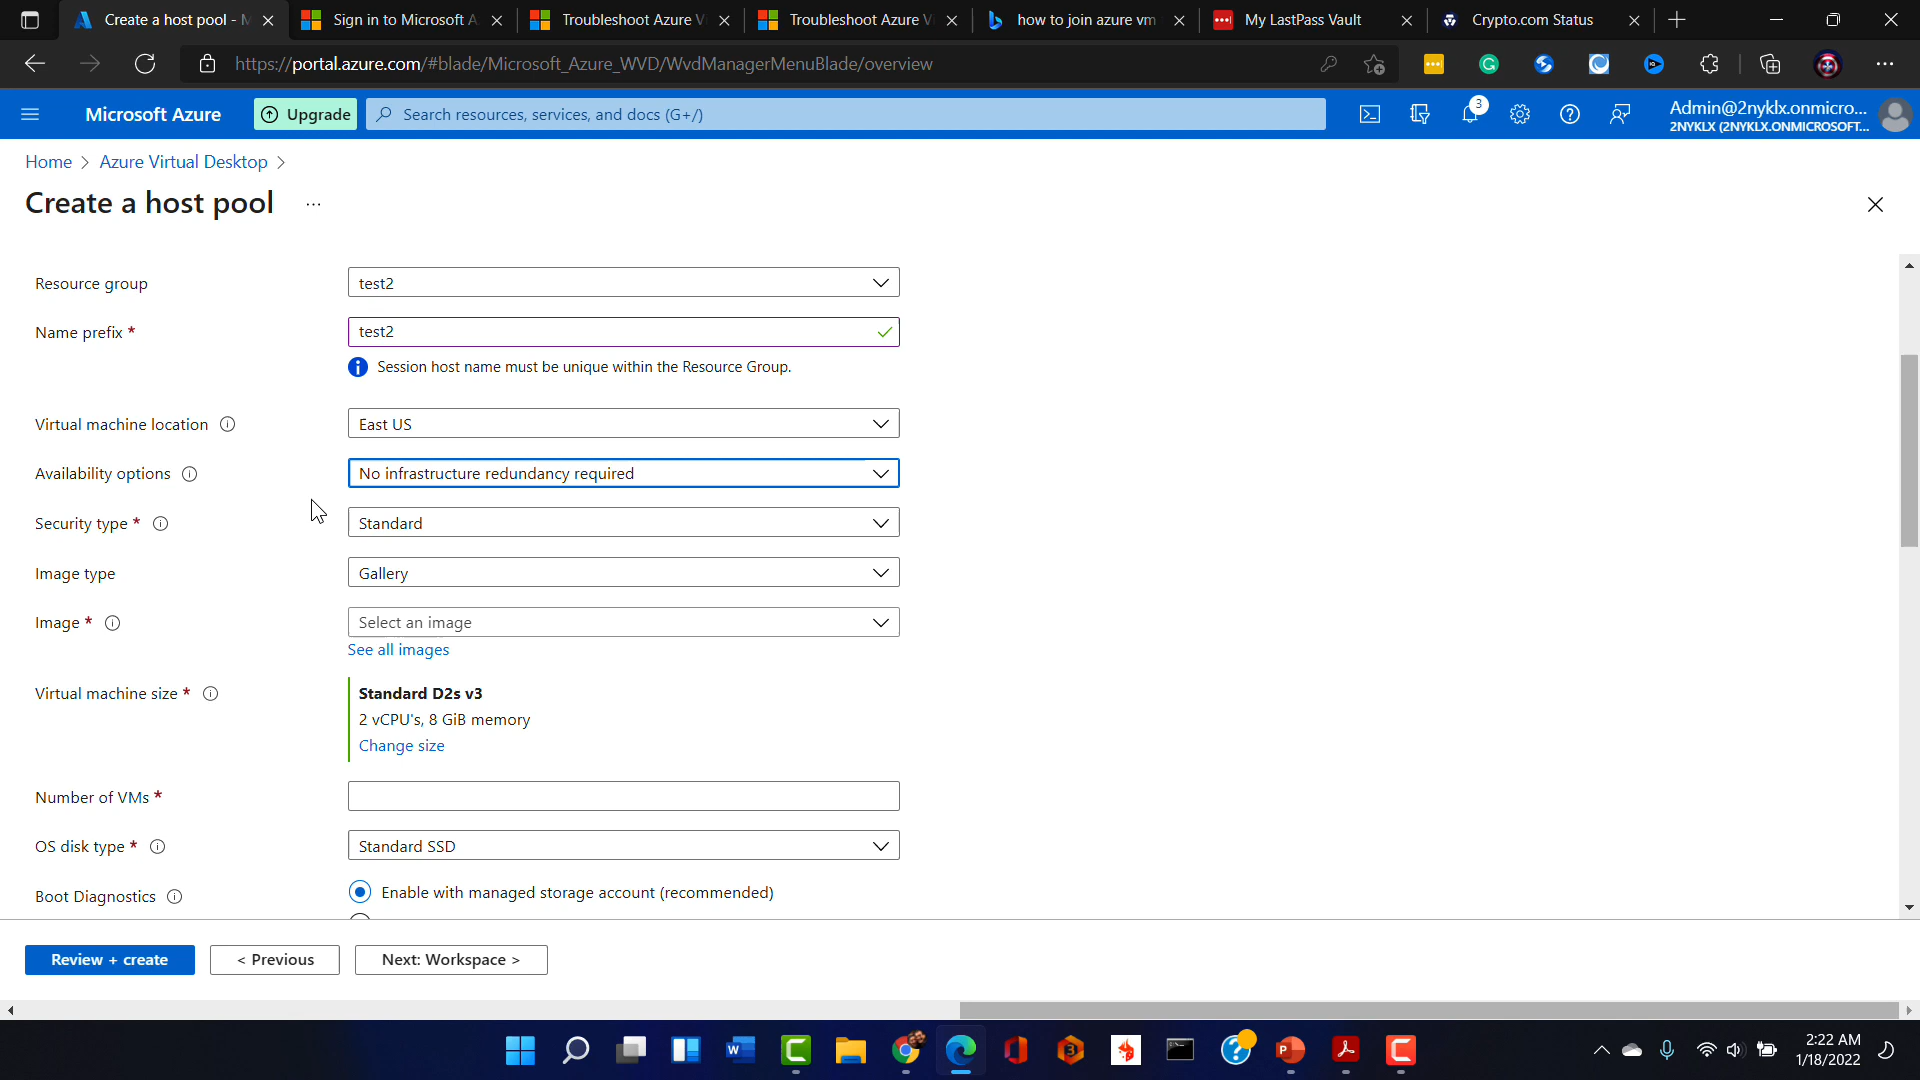 Create a host pool - M
Sign in to Microsoft A
Troubleshoot Azure V
Troubleshoot Azure V
how to join azure vm
My LastPass Vault
Crypto.com Status
https://portal.azure.com/#blade/Microsoft_Azure_WVD/WvdManagerMenuBlade/overview
Microsoft Azure
Upgrade
Search resources, services, and docs (G+/)
3
Admin@2nyklx.onmicro...
2NYKLX (2NYKLX.ONMICROSOFT...
Home > Azure Virtual Desktop >
Create a host pool ...
Resource group
test2
Name prefix *
test2
Session host name must be unique within the Resource Group.
Virtual machine location
East US
Availability options
No infrastructure redundancy required
Security type *
Standard
Image type
Gallery
Image *
Select an image
See all images
Virtual machine size *
Standard D2s v3
2 vCPU's, 8 GiB memory
Change size
Number of VMs *
OS disk type *
Standard SSD
Boot Diagnostics
Enable with managed storage account (recommended)
Review + create
< Previous
Next: Workspace >
2:22 AM
1/18/2022